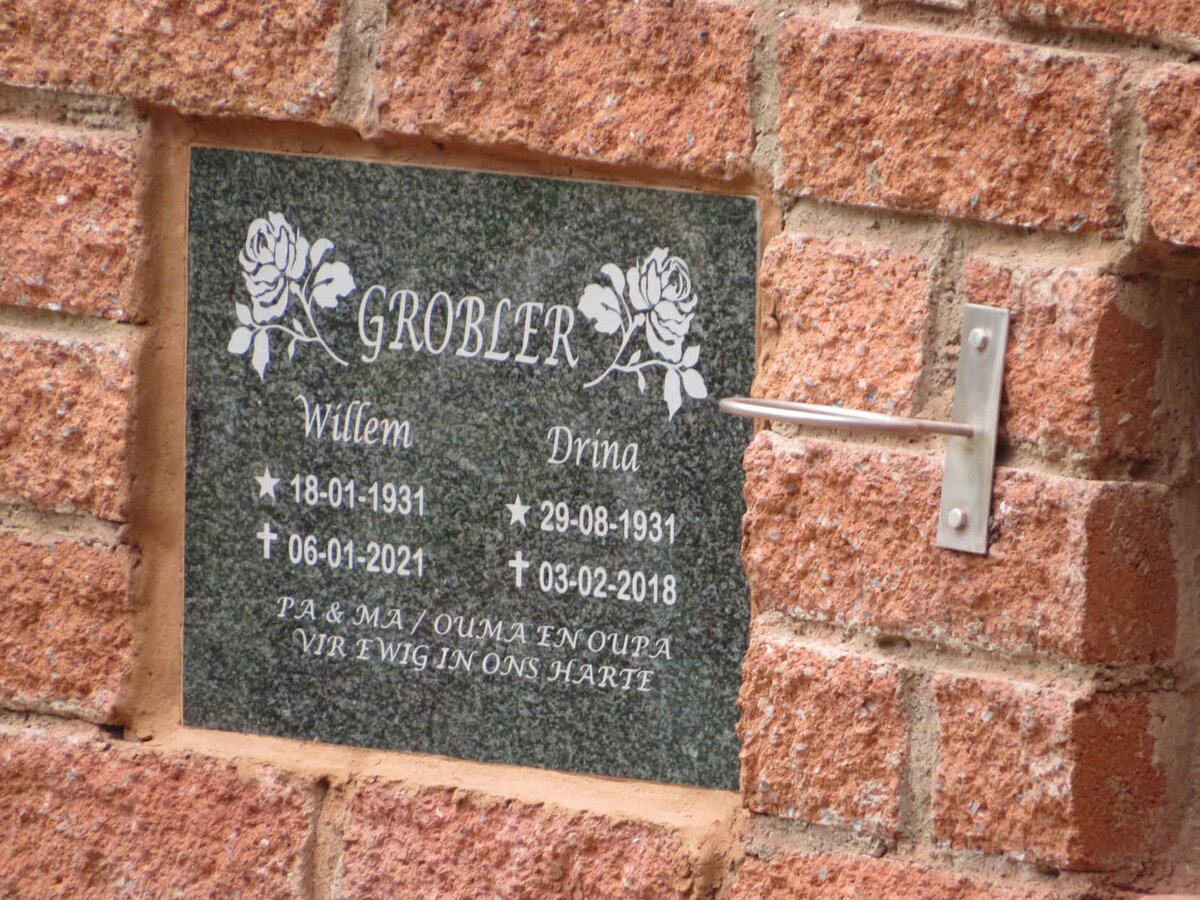 GROBLER
Willem
★ 18-01-1931
✝ 06-01-2021
Drina
★ 29-08-1931
✝ 03-02-2018
PA & MA / OUMA EN OUPA
VIR EWIG IN ONS HARTE